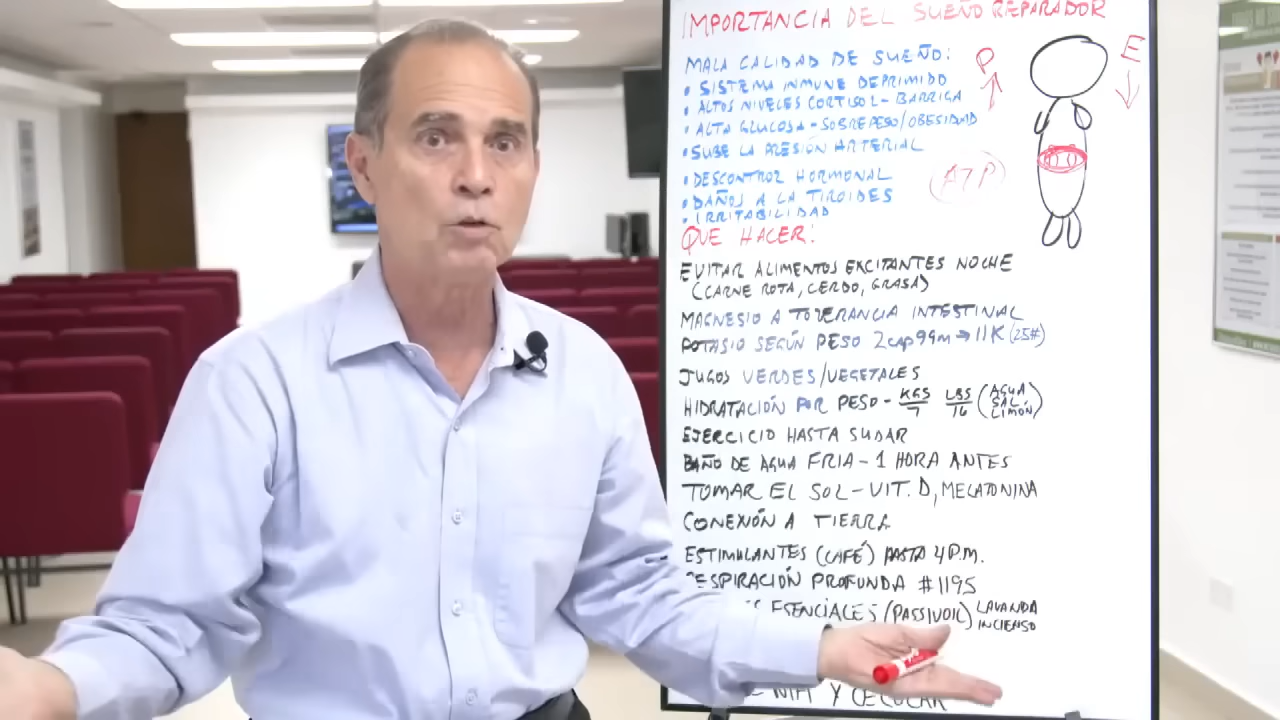 IMPORTANCIA DEL SUEÑO REPARADOR
MALA CALIDAD DE SUEÑO:
• SISTEMA INMUNE DEPRIMIDO
• ALTOS NIVELES CORTISOL - BARRIGA
• ALTA GLUCOSA - SOBREPESO/OBESIDAD
• SUBE LA PRESIÓN ARTERIAL
• DESCONTROL HORMONAL
• DAÑOS A LA TIROIDES
• IRRITABILIDAD
P ↑
E ↓
ATP
QUE HACER:
EVITAR ALIMENTOS EXCITANTES NOCHE
(CARNE ROJA, CERDO, GRASA)
MAGNESIO A TOLERANCIA INTESTINAL
POTASIO SEGÚN PESO 2cap 99m → 11K (25#)
JUGOS VERDES/VEGETALES
HIDRATACIÓN POR PESO - KGS/7 LBS/16 (AGUA SAL LIMÓN)
EJERCICIO HASTA SUDAR
BAÑO DE AGUA FRIA - 1 HORA ANTES
TOMAR EL SOL - VIT. D, MELATONINA
CONEXIÓN A TIERRA
ESTIMULANTES (CAFÉ) HASTA 4 P.M.
RESPIRACIÓN PROFUNDA #1195
ESENCIALES (PASSIVOIL) LAVANDA
INCIENSO
WIFI Y CELULAR